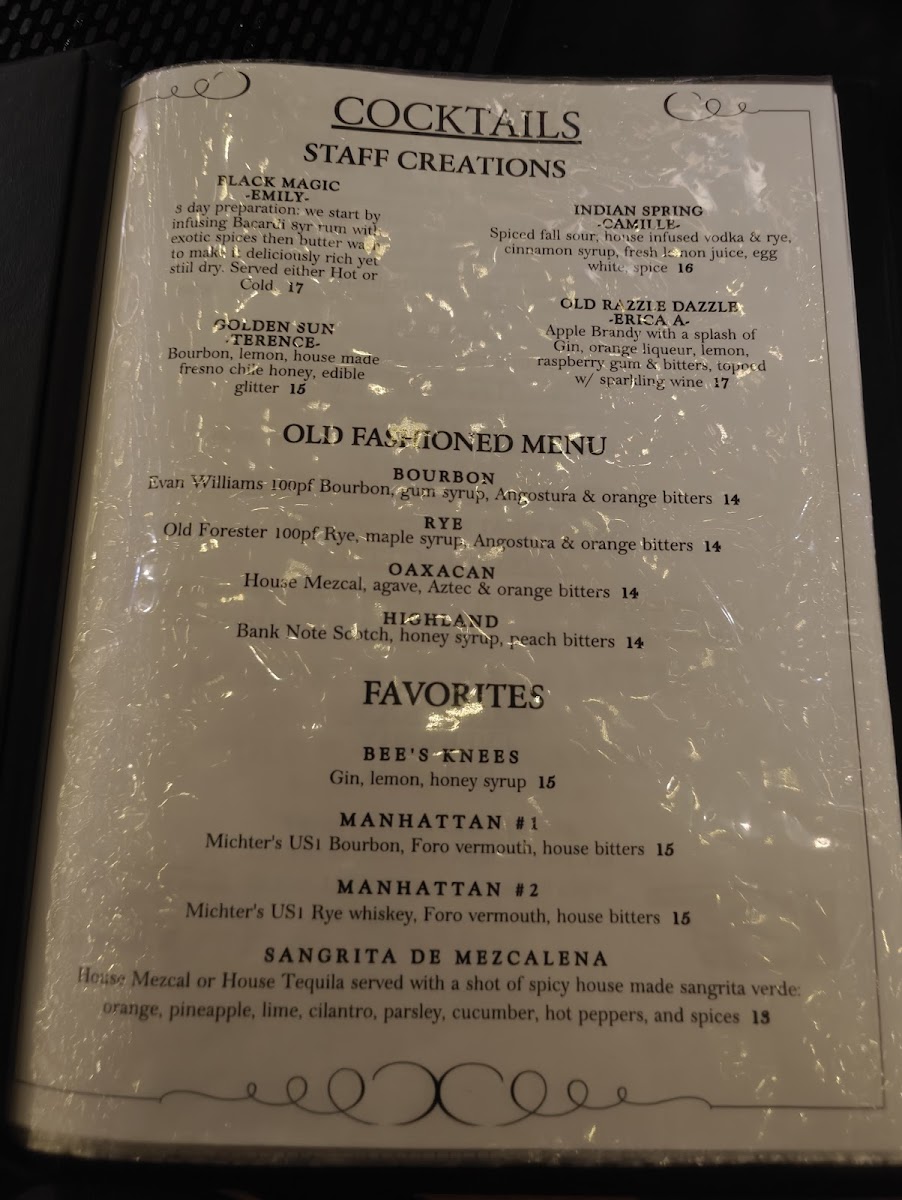 COCKTAILS
STAFF CREATIONS
BLACK MAGIC
-EMILY-
s day preparation: we start by
infusing Bacardi 8yr rum with
exotic spices then butter
to make it deliciously rich yet
still dry. Served either Hot or
Cold 17
GOLDEN SUN
-TERENCE-
Bourbon, lemon, house made
fresno chile honey, edible
glitter 15
INDIAN SPRING
-CAMILLE-
Spiced fall sour, house infused vodka & rye,
cinnamon syrup, fresh lemon juice, egg
white, spice 16
OLD RAZZLE DAZZLE
-ERICA A-
Apple Brandy with a splash of
Gin, orange liqueur, lemon,
raspberry gum & bitters, topped
w/ sparkling wine 17
OLD FASHIONED MENU
BOURBON
Evan Williams 100pf Bourbon, gum syrup, Angostura & orange bitters 14
RYE
Old Forester 100pf Rye, maple syrup, Angostura & orange bitters 14
OAXACAN
House Mezcal, agave, Aztec & orange bitters 14
HIGHLAND
Bank Note Scotch, honey syrup, peach bitters 14
FAVORITES
BEE'S KNEES
Gin, lemon, honey syrup 15
MANHATTAN #1
Michter's US1 Bourbon, Foro vermouth, house bitters 15
MANHATTAN #2
Michter's US1 Rye whiskey, Foro vermouth, house bitters 15
SANGRITA DE MEZCALENA
House Mezcal or House Tequila served with a shot of spicy house made sangrita verde:
orange, pineapple, lime, cilantro, parsley, cucumber, hot peppers, and spices 13